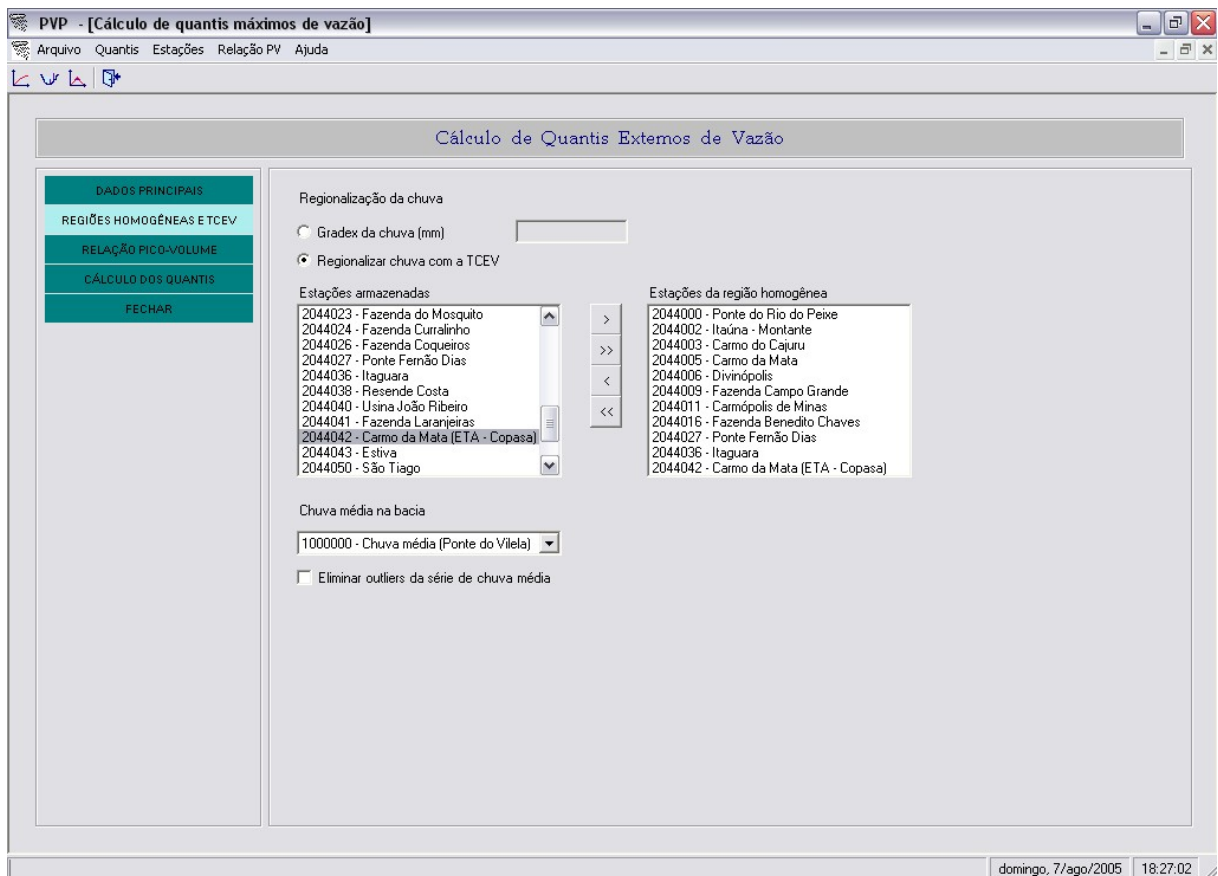 PVP - [Cálculo de quantis máximos de vazão]
Arquivo Quantis Estações Relação PV Ajuda
Cálculo de Quantis Extemos de Vazão
DADOS PRINCIPAIS
REGIÕES HOMOGÊNEAS E TCEV
RELAÇÃO PICO-VOLUME
CÁLCULO DOS QUANTIS
FECHAR
Regionalização da chuva
Gradex da chuva (mm)
Regionalizar chuva com a TCEV
Estações armazenadas
2044023 - Fazenda do Mosquito
2044024 - Fazenda Curralinho
2044026 - Fazenda Coqueiros
2044027 - Ponte Fernão Dias
2044036 - Itaguara
2044038 - Resende Costa
2044040 - Usina João Ribeiro
2044041 - Fazenda Laranjeiras
2044042 - Carmo da Mata (ETA - Copasa)
2044043 - Estiva
2044050 - São Tiago
>
>>
<
<<
Estações da região homogênea
2044000 - Ponte do Rio do Peixe
2044002 - Itaúna - Montante
2044003 - Carmo do Cajuru
2044005 - Carmo da Mata
2044006 - Divinópolis
2044009 - Fazenda Campo Grande
2044011 - Carmópolis de Minas
2044016 - Fazenda Benedito Chaves
2044027 - Ponte Fernão Dias
2044036 - Itaguara
2044042 - Carmo da Mata (ETA - Copasa)
Chuva média na bacia
1000000 - Chuva média (Ponte do Vilela)
Eliminar outliers da série de chuva média
domingo, 7/ago/2005 18:27:02